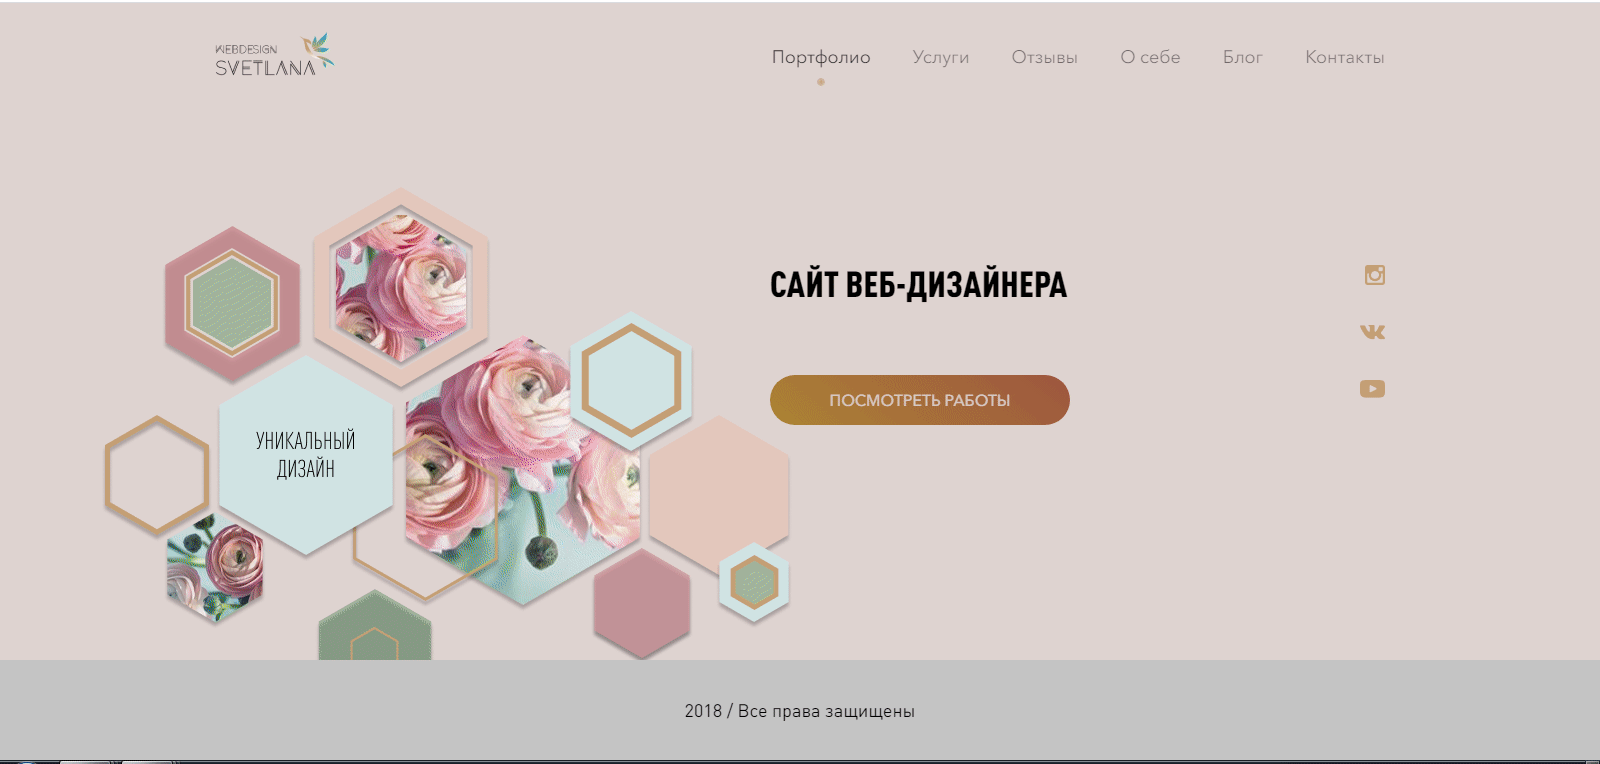 WEBDESIGN
SVETLANA
Портфолио Услуги Отзывы О себе Блог Контакты
САЙТ ВЕБ-ДИЗАЙНЕРА
ПОСМОТРЕТЬ РАБОТЫ
УНИКАЛЬНЫЙ
ДИЗАЙН
2018 / Все права защищены